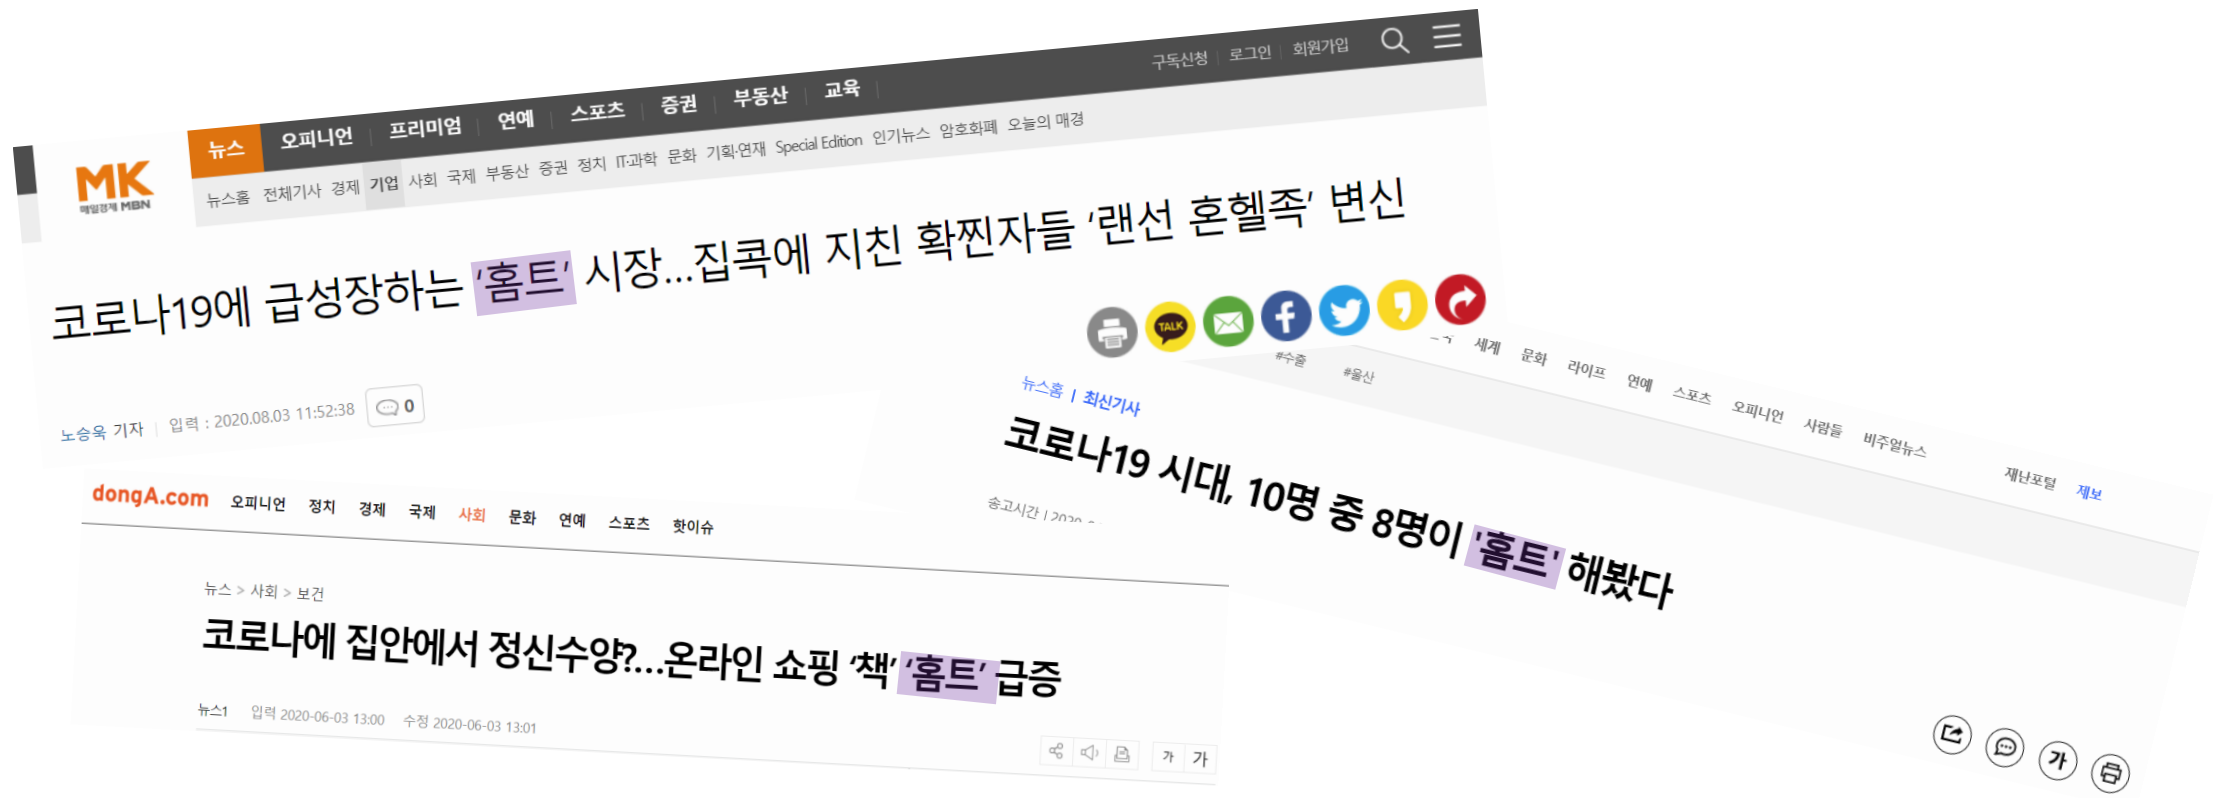 구독신청 로그인 회원가입
뉴스 오피니언 프리미엄 연예 스포츠 증권 부동산 교육
MK
매일경제 MBN
뉴스홈 전체기사 경제 기업 사회 국제 부동산 증권 정치 IT·과학 문화 기획·연재 Special Edition 인기뉴스 암호화폐 오늘의 매경
코로나19에 급성장하는 ‘홈트’ 시장…집콕에 지친 확찐자들 ‘랜선 혼헬족’ 변신
TALK
노승욱 기자 입력 : 2020.08.03 11:52:38 0
세계 문화 라이프 연예 스포츠 오피니언 사람들 비주얼뉴스 재난포털 제보
#수출 #울산
뉴스홈 | 최신기사
코로나19 시대, 10명 중 8명이 '홈트' 해봤다
송고시간 | 2020
가
dongA.com 오피니언 정치 경제 국제 사회 문화 연예 스포츠 핫이슈
뉴스 > 사회 > 보건
코로나에 집안에서 정신수양?…온라인 쇼핑 ‘책’ ‘홈트’ 급증
뉴스1 입력 2020-06-03 13:00 수정 2020-06-03 13:01
가 가